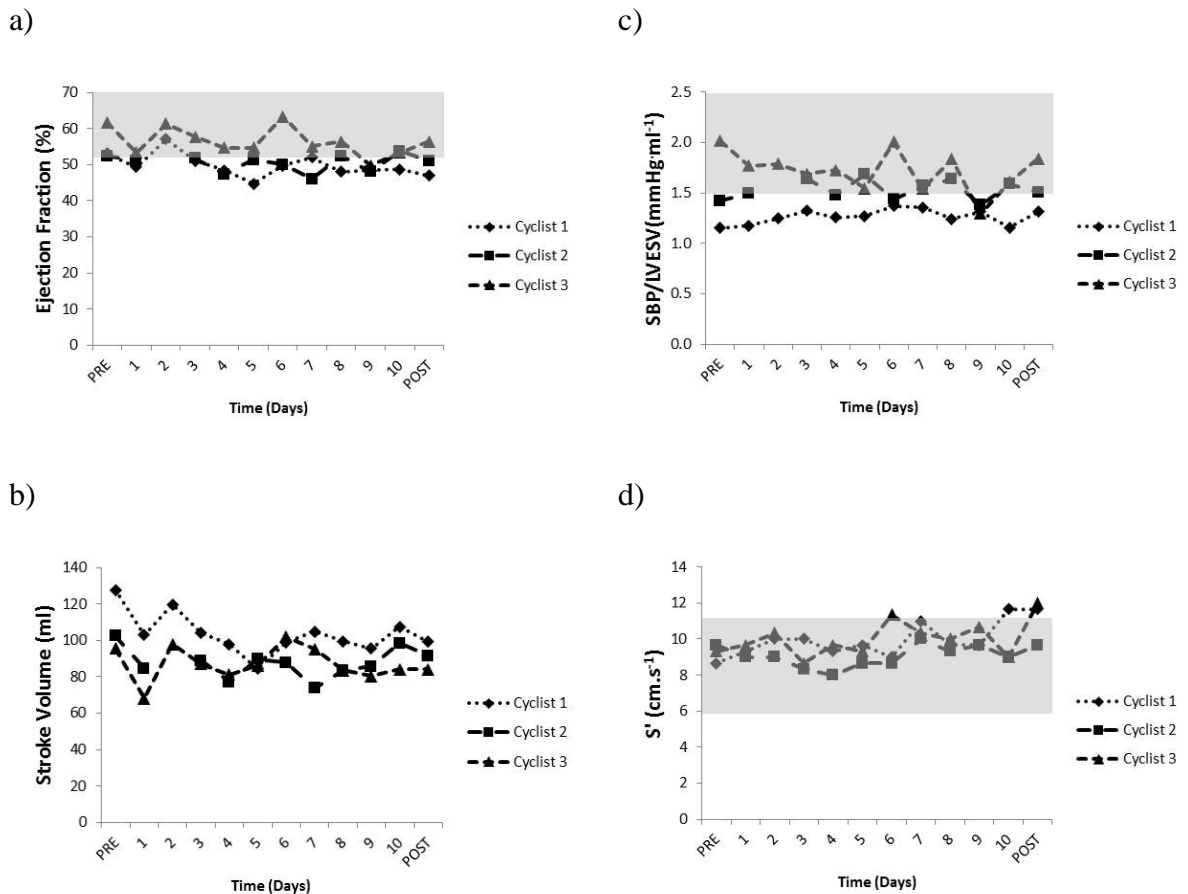 a)
70
60
50
40
30
20
10
0
Ejection Fraction (%)
PRE 1 2 3 4 5 6 7 8 9 10 POST
Time (Days)
Cyclist 1
Cyclist 2
Cyclist 3
c)
2.5
2.0
1.5
1.0
0.5
0.0
SBP/LVESV(mmHg·ml⁻¹)
PRE 1 2 3 4 5 6 7 8 9 10 POST
Time (Days)
Cyclist 1
Cyclist 2
Cyclist 3
b)
140
120
100
80
60
40
20
0
Stroke Volume (ml)
PRE 1 2 3 4 5 6 7 8 9 10 POST
Time (Days)
Cyclist 1
Cyclist 2
Cyclist 3
d)
14
12
10
8
6
4
2
0
S' (cm.s⁻¹)
PRE 1 2 3 4 5 6 7 8 9 10 POST
Time (Days)
Cyclist 1
Cyclist 2
Cyclist 3